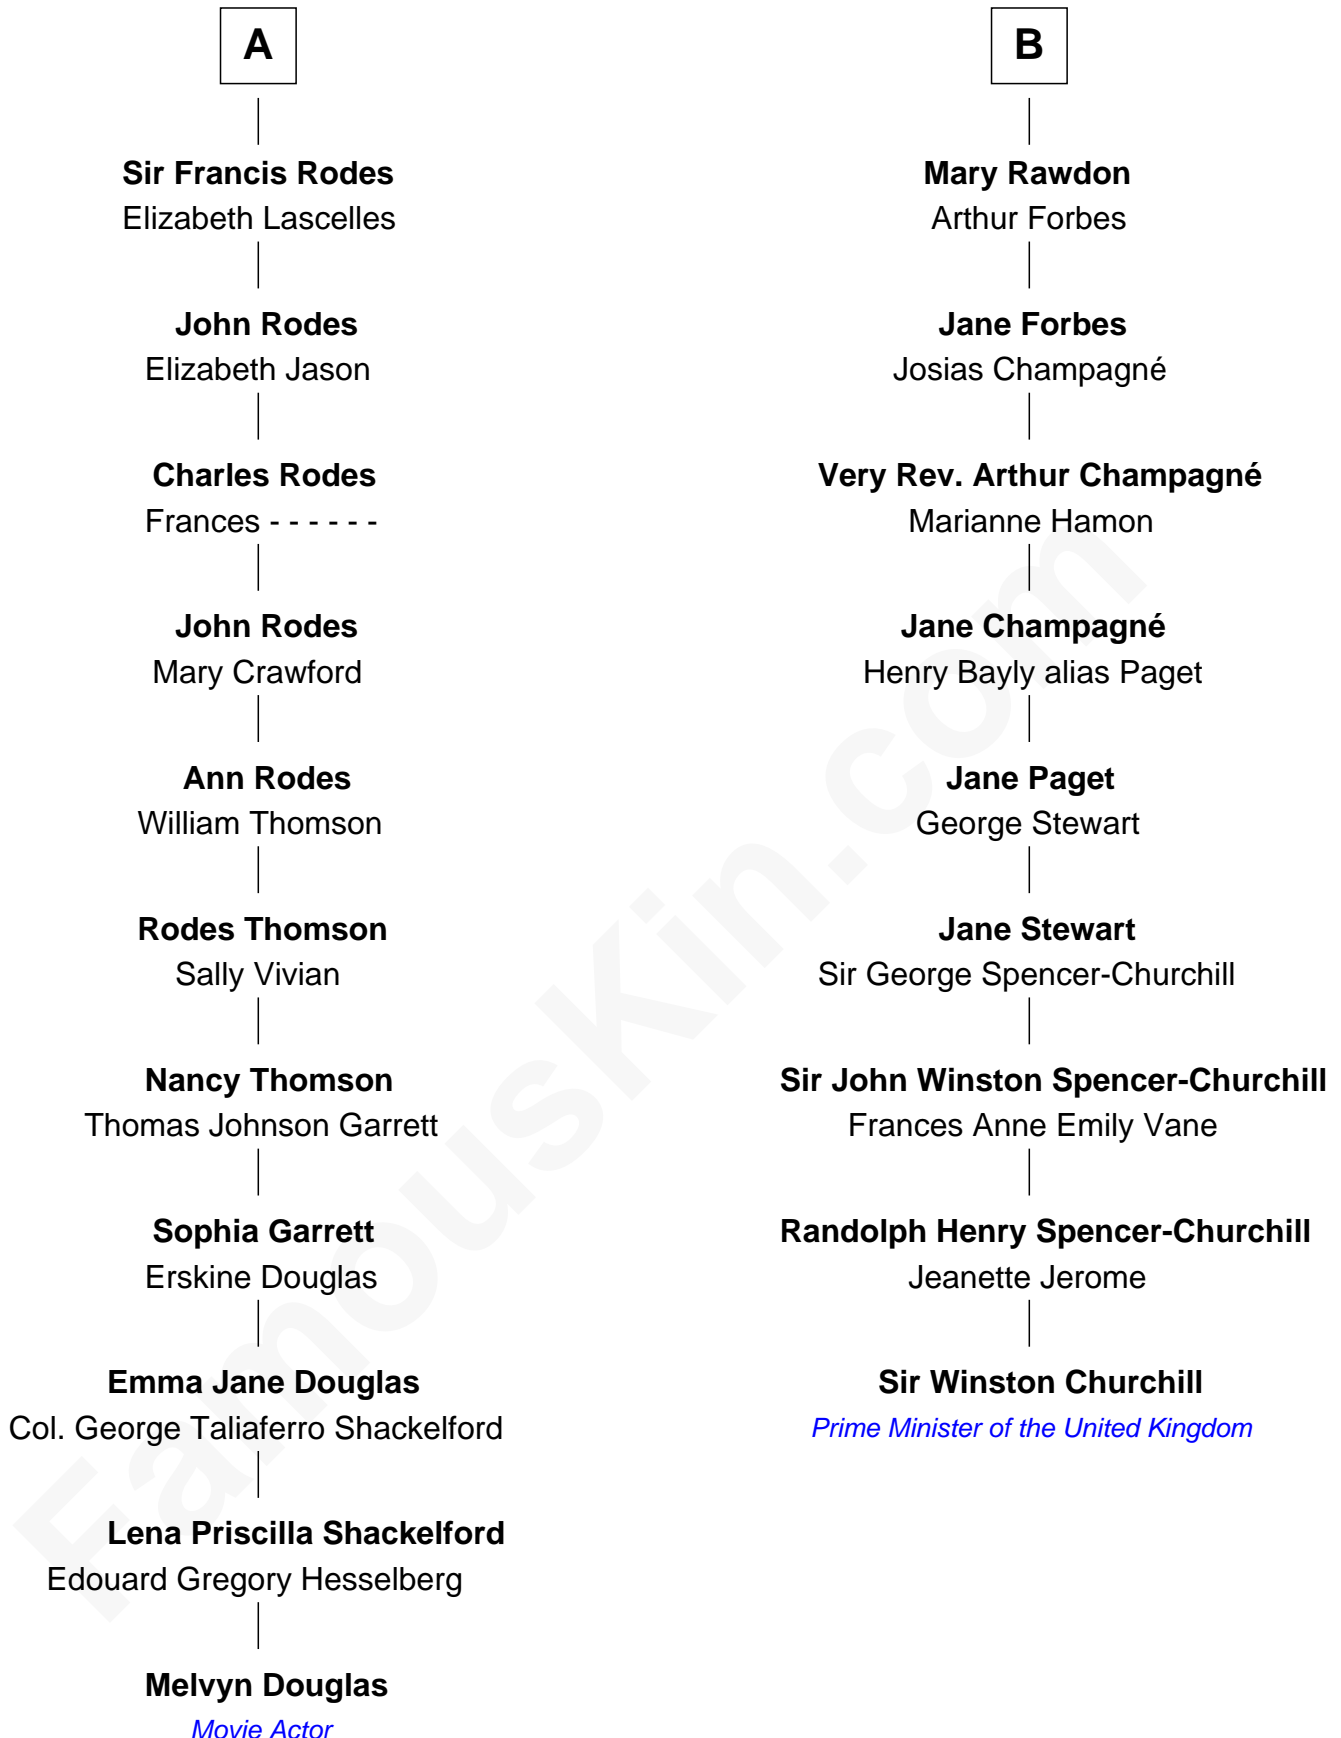 A
Sir Francis Rodes
Elizabeth Lascelles
John Rodes
Elizabeth Jason
Charles Rodes
Frances - - - - - -
John Rodes
Mary Crawford
Ann Rodes
William Thomson
Rodes Thomson
Sally Vivian
Nancy Thomson
Thomas Johnson Garrett
Sophia Garrett
Erskine Douglas
Emma Jane Douglas
Col. George Taliaferro Shackelford
Lena Priscilla Shackelford
Edouard Gregory Hesselberg
Melvyn Douglas
Movie Actor
B
Mary Rawdon
Arthur Forbes
Jane Forbes
Josias Champagné
Very Rev. Arthur Champagné
Marianne Hamon
Jane Champagné
Henry Bayly alias Paget
Jane Paget
George Stewart
Jane Stewart
Sir George Spencer-Churchill
Sir John Winston Spencer-Churchill
Frances Anne Emily Vane
Randolph Henry Spencer-Churchill
Jeanette Jerome
Sir Winston Churchill
Prime Minister of the United Kingdom
FamousKin.com